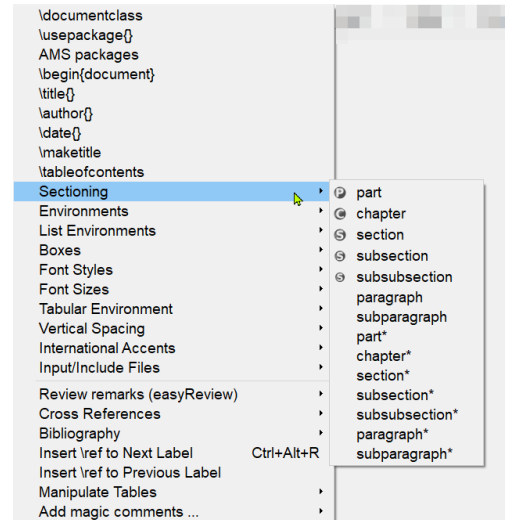 \documentclass
\usepackage{}
AMS packages
\begin{document}
\title{}
\author{}
\date{}
\maketitle
\tableofcontents
Sectioning
Environments
List Environments
Boxes
Font Styles
Font Sizes
Tabular Environment
Vertical Spacing
International Accents
Input/Include Files
Review remarks (easyReview)
Cross References
Bibliography
Insert \ref to Next Label Ctrl+Alt+R
Insert \ref to Previous Label
Manipulate Tables
Add magic comments ...
P part
C chapter
S section
S subsection
S subsubsection
paragraph
subparagraph
part*
chapter*
section*
subsection*
subsubsection*
paragraph*
subparagraph*